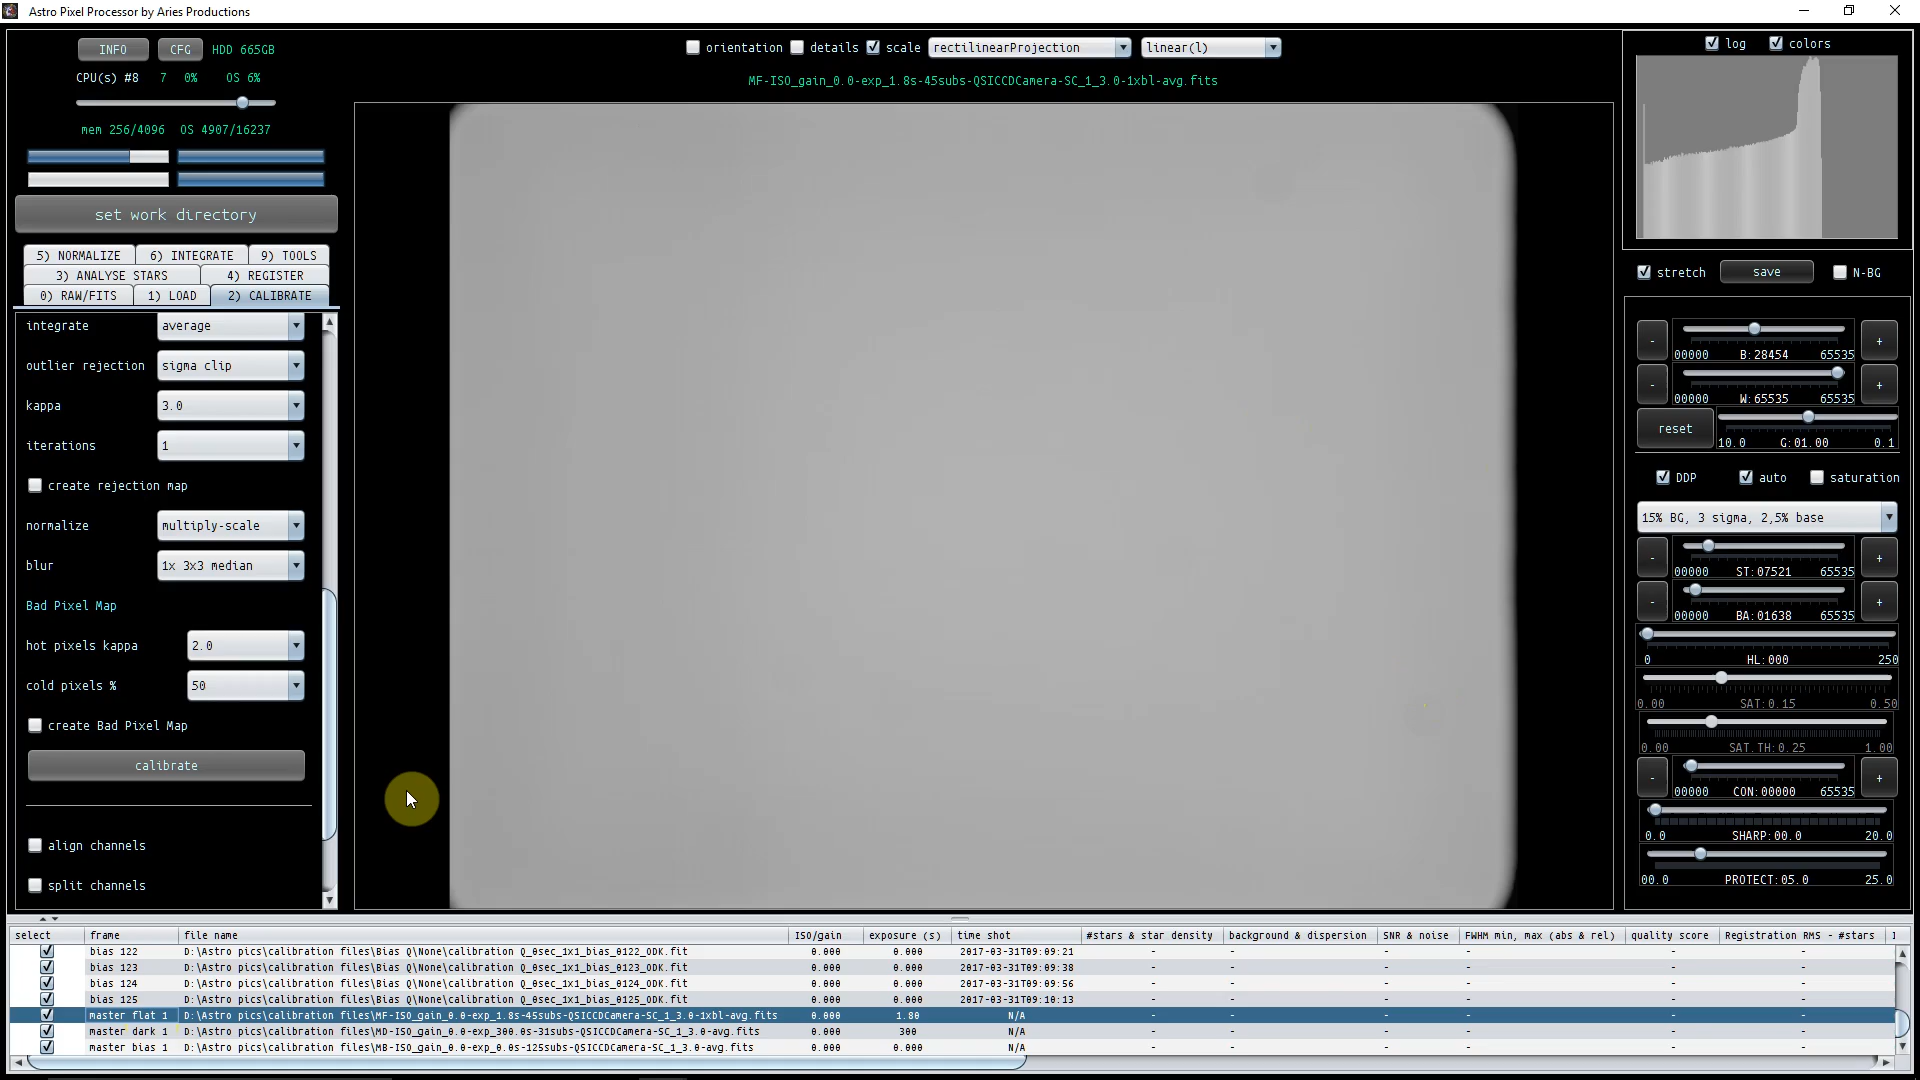 Astro Pixel Processor by Aries Productions
INFO CFG HDD 665GB
CPU(s) #8 7 0% OS 6%
mem 256/4096 OS 4907/16237
set work directory
5) NORMALIZE 6) INTEGRATE 9) TOOLS
3) ANALYSE STARS 4) REGISTER
0) RAW/FITS 1) LOAD 2) CALIBRATE
integrate average
outlier rejection sigma clip
kappa 3.0
iterations 1
create rejection map
normalize multiply-scale
blur 1x 3x3 median
Bad Pixel Map
hot pixels kappa 2.0
cold pixels % 50
create Bad Pixel Map
calibrate
align channels
split channels
orientation details scale rectilinearProjection linear(l)
MF-ISO_gain_0.0-exp_1.8s-45subs-QSICCDCamera-SC_1_3.0-1xbl-avg.fits
log colors
stretch save N-BG
- +
00000 B:28454 65535
- +
00000 W:65535 65535
reset 10.0 G:01.00 0.1
DDP auto saturation
15% BG, 3 sigma, 2,5% base
- +
00000 ST:07521 65535
- +
00000 BA:01638 65535
0 HL:000 250
0.00 SAT:0.15 0.50
0.00 SAT.TH:0.25 1.00
- +
00000 CON:00000 65535
0.0 SHARP:00.0 20.0
00.0 PROTECT:05.0 25.0
select frame file name ISO/gain exposure (s) time shot #stars & star density background & dispersion SNR & noise FWHM min, max (abs & rel) quality score Registration RMS - #stars
bias 122 D:\Astro pics\calibration files\Bias Q\None\calibration Q_0sec_1x1_bias_0122_ODK.fit 0.000 0.000 2017-03-31T09:09:21 - - - - - -
bias 123 D:\Astro pics\calibration files\Bias Q\None\calibration Q_0sec_1x1_bias_0123_ODK.fit 0.000 0.000 2017-03-31T09:09:38 - - - - - -
bias 124 D:\Astro pics\calibration files\Bias Q\None\calibration Q_0sec_1x1_bias_0124_ODK.fit 0.000 0.000 2017-03-31T09:09:56 - - - - - -
bias 125 D:\Astro pics\calibration files\Bias Q\None\calibration Q_0sec_1x1_bias_0125_ODK.fit 0.000 0.000 2017-03-31T09:10:13 - - - - - -
master flat 1 D:\Astro pics\calibration files\MF-ISO_gain_0.0-exp_1.8s-45subs-QSICCDCamera-SC_1_3.0-1xbl-avg.fits 0.000 1.80 N/A - - - - - -
master dark 1 D:\Astro pics\calibration files\MD-ISO_gain_0.0-exp_300.0s-31subs-QSICCDCamera-SC_1_3.0-avg.fits 0.000 300 N/A - - - - - -
master bias 1 D:\Astro pics\calibration files\MB-ISO_gain_0.0-exp_0.0s-125subs-QSICCDCamera-SC_1_3.0-avg.fits 0.000 0.000 N/A - - - - - -